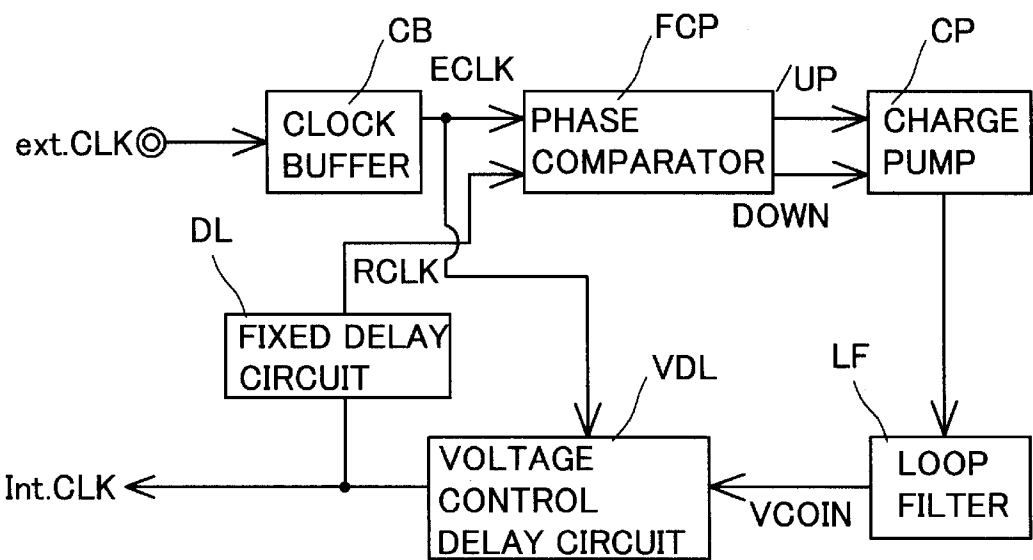 CB
FCP
CP
ECLK
/UP
ext.CLK
CLOCK
BUFFER
PHASE
COMPARATOR
CHARGE
PUMP
DOWN
DL
RCLK
FIXED DELAY
CIRCUIT
VDL
LF
Int.CLK
VOLTAGE
CONTROL
DELAY CIRCUIT
VCOIN
LOOP
FILTER